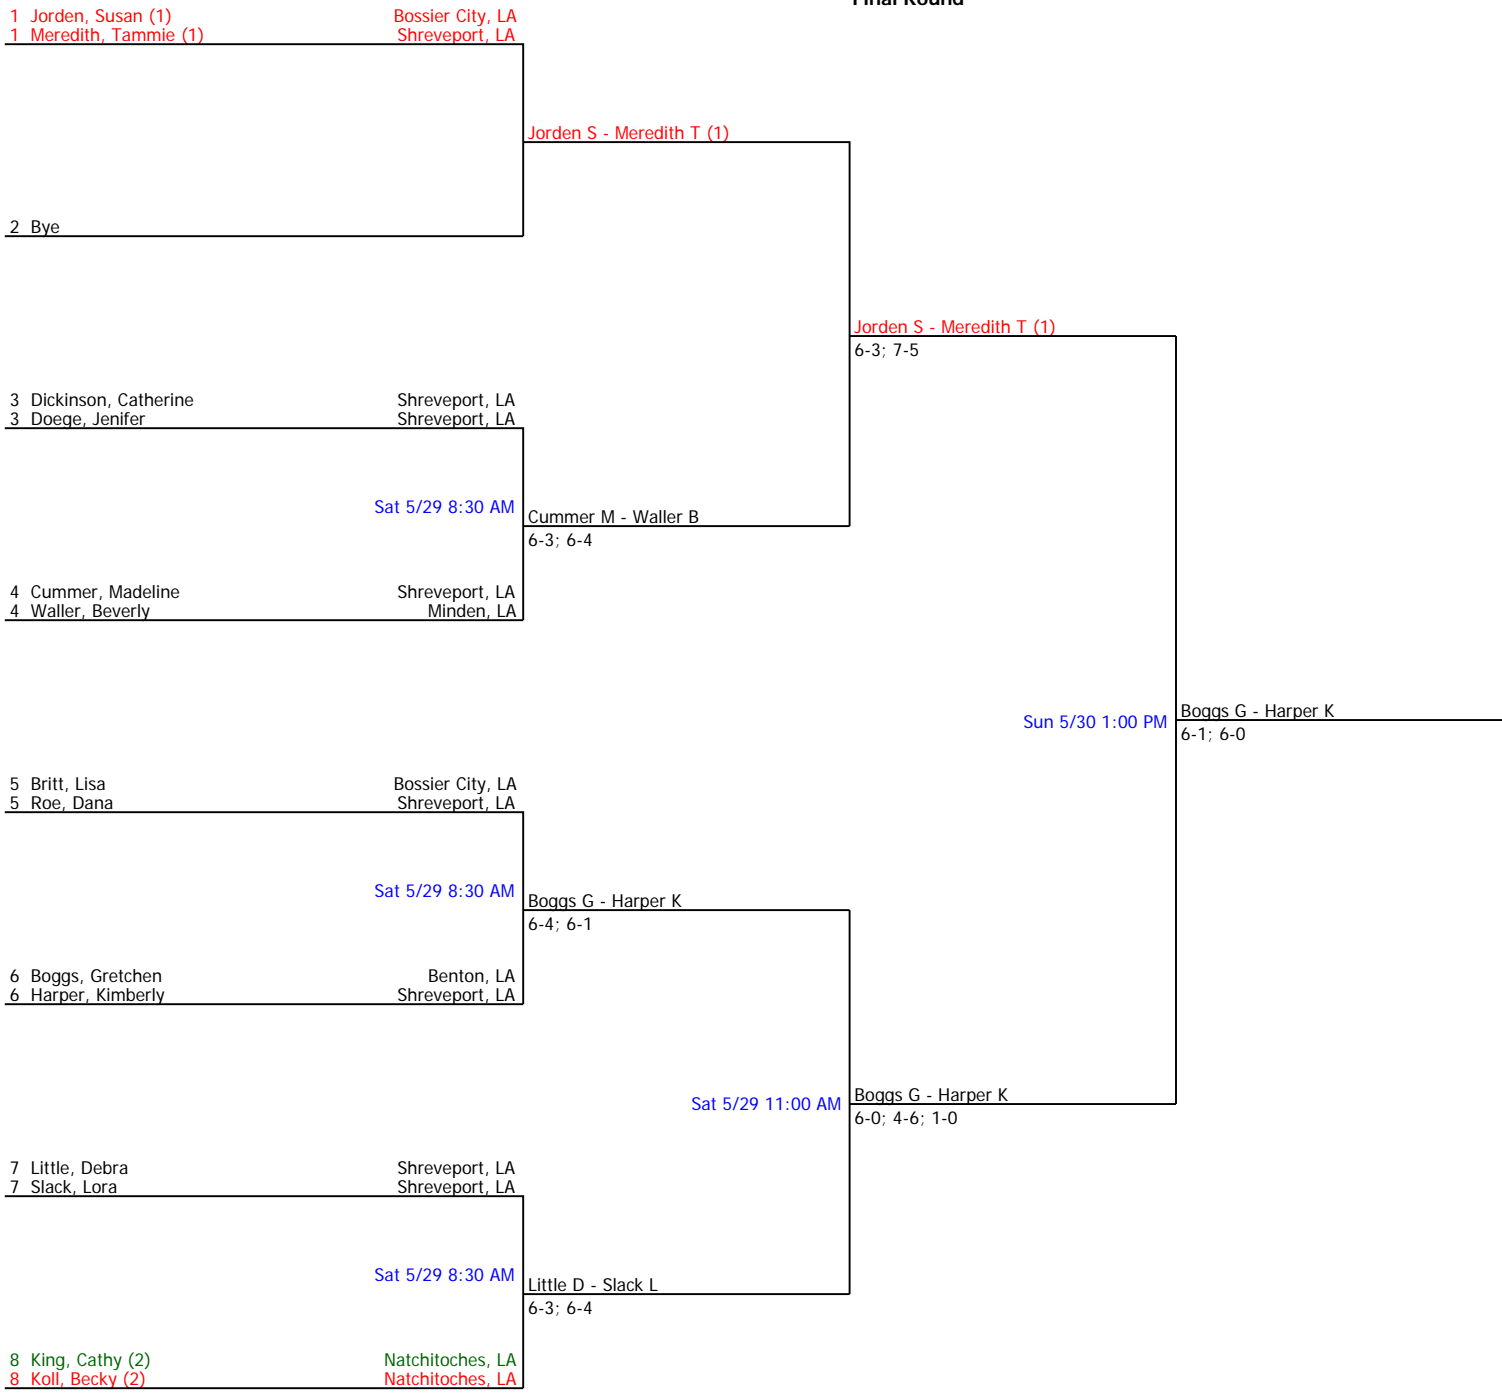 Final Round
1 Jorden, Susan (1) Bossier City, LA
1 Meredith, Tammie (1) Shreveport, LA
Jorden S - Meredith T (1)
2 Bye
Jorden S - Meredith T (1)
6-3; 7-5
3 Dickinson, Catherine Shreveport, LA
3 Doege, Jenifer Shreveport, LA
Sat 5/29 8:30 AM
Cummer M - Waller B
6-3; 6-4
4 Cummer, Madeline Shreveport, LA
4 Waller, Beverly Minden, LA
Sun 5/30 1:00 PM
Boggs G - Harper K
6-1; 6-0
5 Britt, Lisa Bossier City, LA
5 Roe, Dana Shreveport, LA
Sat 5/29 8:30 AM
Boggs G - Harper K
6-4; 6-1
6 Boggs, Gretchen Benton, LA
6 Harper, Kimberly Shreveport, LA
Sat 5/29 11:00 AM
Boggs G - Harper K
6-0; 4-6; 1-0
7 Little, Debra Shreveport, LA
7 Slack, Lora Shreveport, LA
Sat 5/29 8:30 AM
Little D - Slack L
6-3; 6-4
8 King, Cathy (2) Natchitoches, LA
8 Koll, Becky (2) Natchitoches, LA